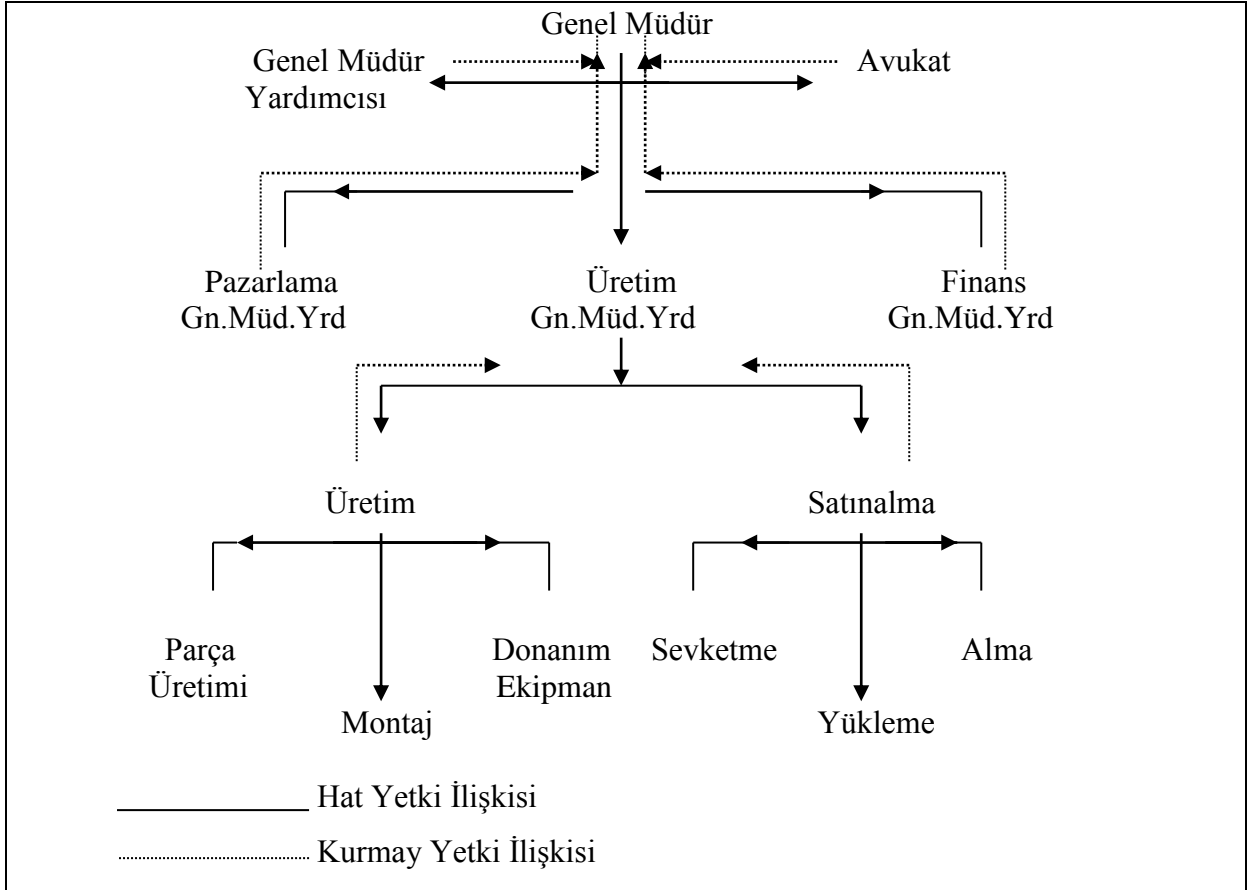 Genel Müdür
Genel Müdür
Yardımcısı
Avukat
Pazarlama
Gn.Müd.Yrd
Üretim
Gn.Müd.Yrd
Finans
Gn.Müd.Yrd
Üretim
Satınalma
Parça
Üretimi
Montaj
Donanım
Ekipman
Sevketme
Yükleme
Alma
Hat Yetki İlişkisi
Kurmay Yetki İlişkisi